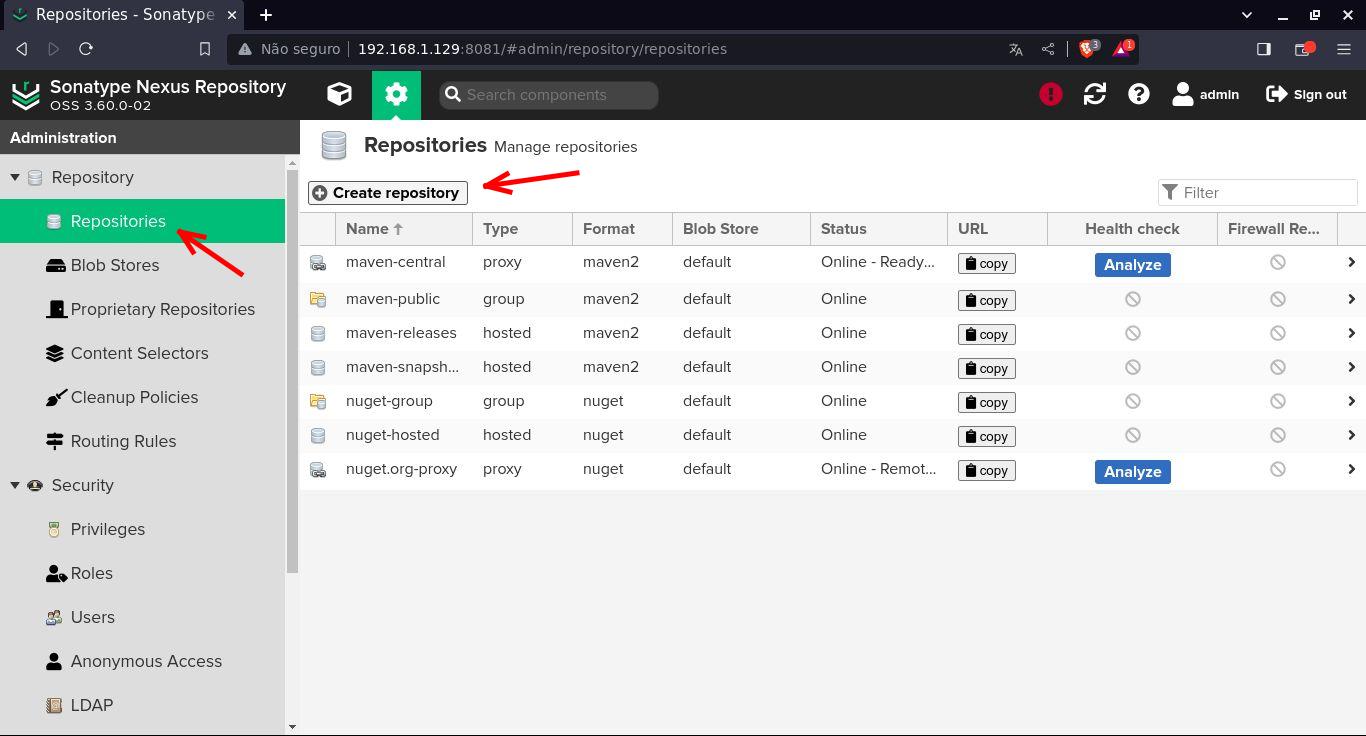 Repositories - Sonatype
Não seguro 192.168.1.129:8081/#admin/repository/repositories 3 1
Sonatype Nexus Repository
OSS 3.60.0-02
Search components
admin Sign out
Administration
Repository
Repositories
Blob Stores
Proprietary Repositories
Content Selectors
Cleanup Policies
Routing Rules
Security
Privileges
Roles
Users
Anonymous Access
LDAP
Repositories Manage repositories
Create repository Filter
Name Type Format Blob Store Status URL Health check Firewall Re...
maven-central proxy maven2 default Online - Ready... copy Analyze
maven-public group maven2 default Online copy
maven-releases hosted maven2 default Online copy
maven-snapsh... hosted maven2 default Online copy
nuget-group group nuget default Online copy
nuget-hosted hosted nuget default Online copy
nuget.org-proxy proxy nuget default Online - Remot... copy Analyze